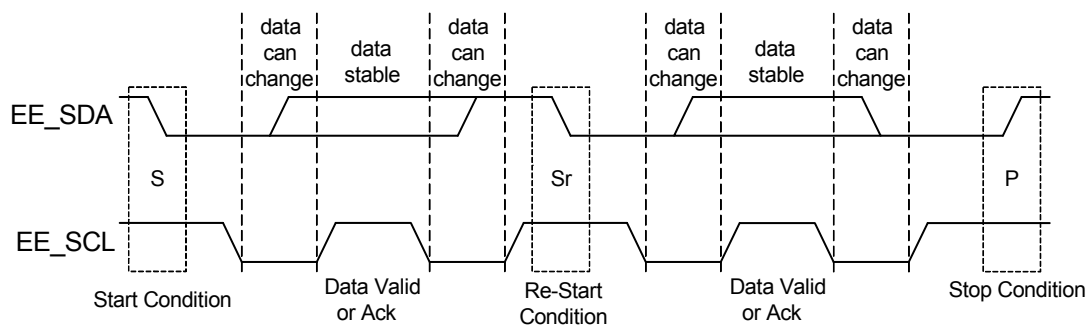 data
can
change
data
stable
data
can
change
data
can
change
data
stable
data
can
change
EE_SDA
S
Sr
P
EE_SCL
Start Condition
Data Valid
or Ack
Re-Start
Condition
Data Valid
or Ack
Stop Condition